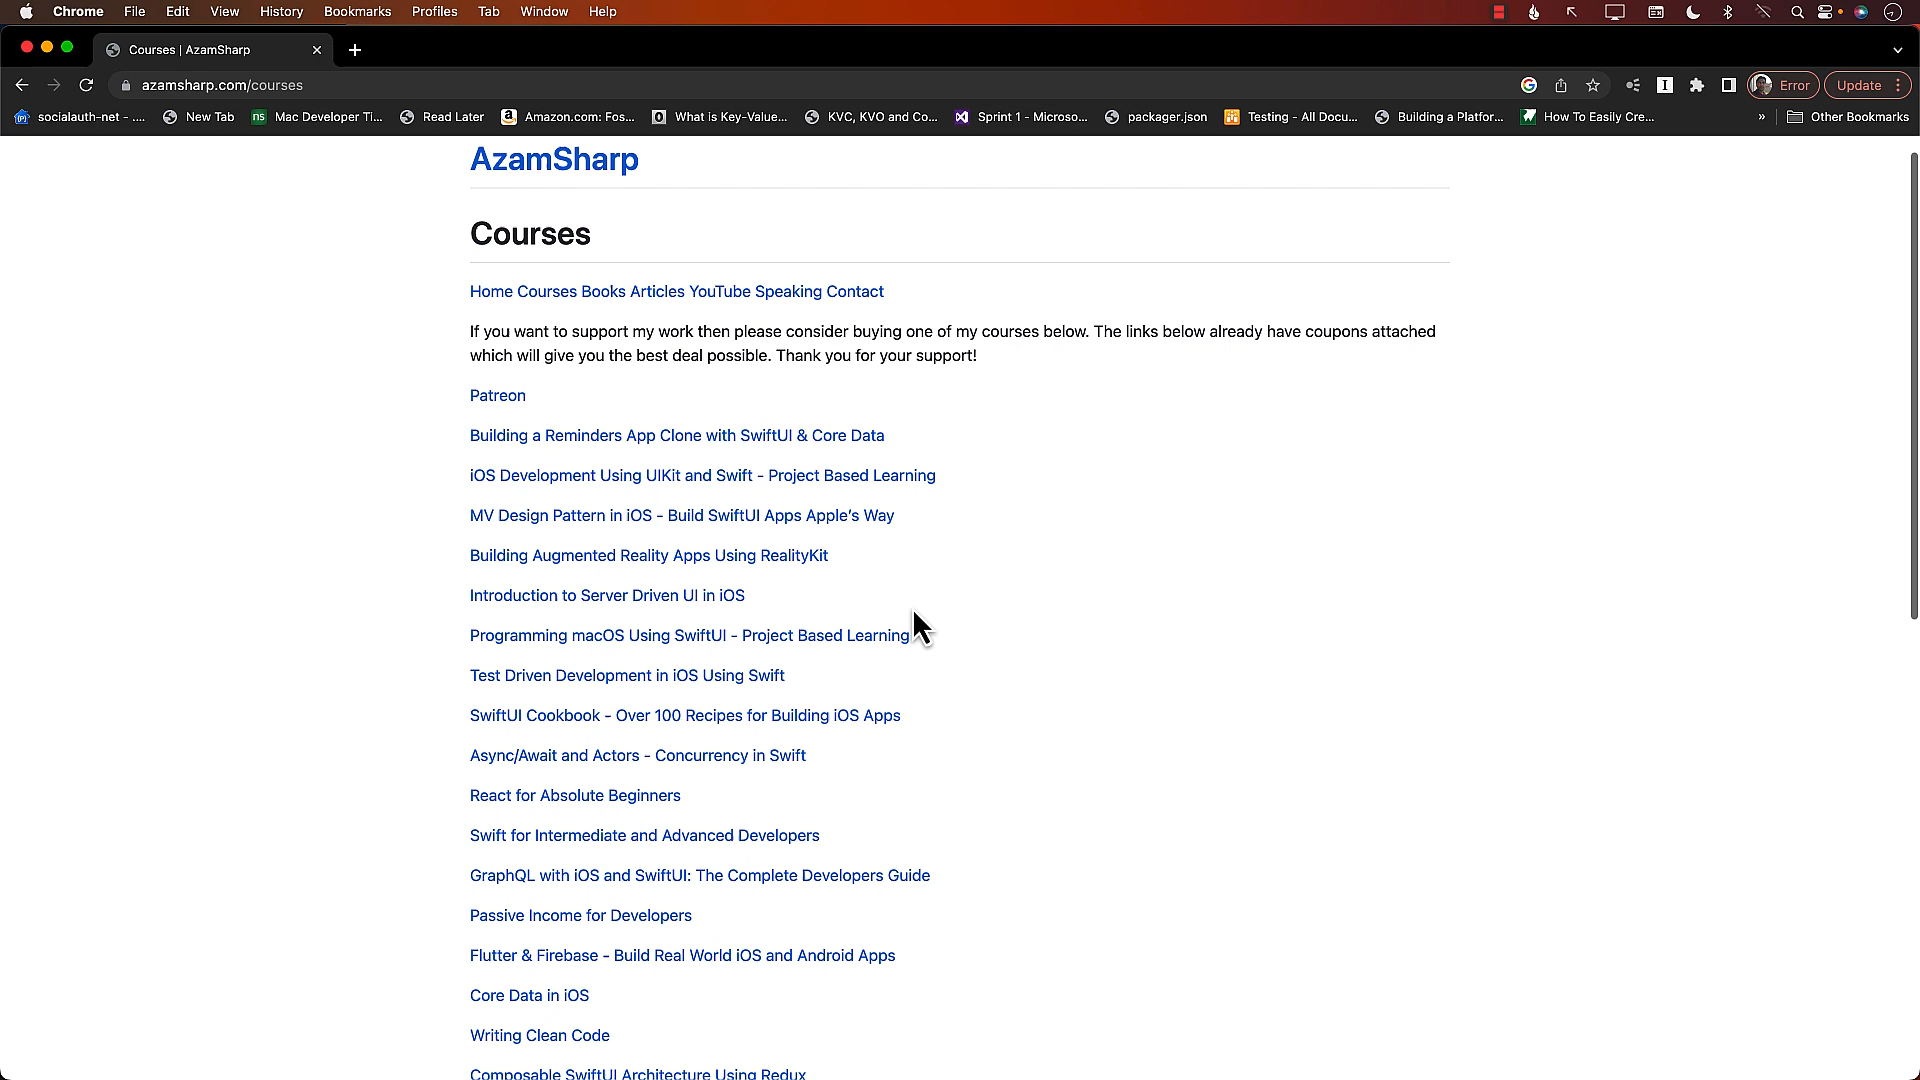 Chrome File Edit View History Bookmarks Profiles Tab Window Help
Courses | AzamSharp
azamsharp.com/courses
Error
Update
socialauth-net - .... New Tab Mac Developer Ti... Read Later Amazon.com: Fos... What is Key-Value... KVC, KVO and Co... Sprint 1 - Microso... packager.json Testing - All Docu... Building a Platfor... How To Easily Cre... » Other Bookmarks
AzamSharp
Courses
Home Courses Books Articles YouTube Speaking Contact
If you want to support my work then please consider buying one of my courses below. The links below already have coupons attached
which will give you the best deal possible. Thank you for your support!
Patreon
Building a Reminders App Clone with SwiftUI & Core Data
iOS Development Using UIKit and Swift - Project Based Learning
MV Design Pattern in iOS - Build SwiftUI Apps Apple's Way
Building Augmented Reality Apps Using RealityKit
Introduction to Server Driven UI in iOS
Programming macOS Using SwiftUI - Project Based Learning
Test Driven Development in iOS Using Swift
SwiftUI Cookbook - Over 100 Recipes for Building iOS Apps
Async/Await and Actors - Concurrency in Swift
React for Absolute Beginners
Swift for Intermediate and Advanced Developers
GraphQL with iOS and SwiftUI: The Complete Developers Guide
Passive Income for Developers
Flutter & Firebase - Build Real World iOS and Android Apps
Core Data in iOS
Writing Clean Code
Composable SwiftUI Architecture Using Redux